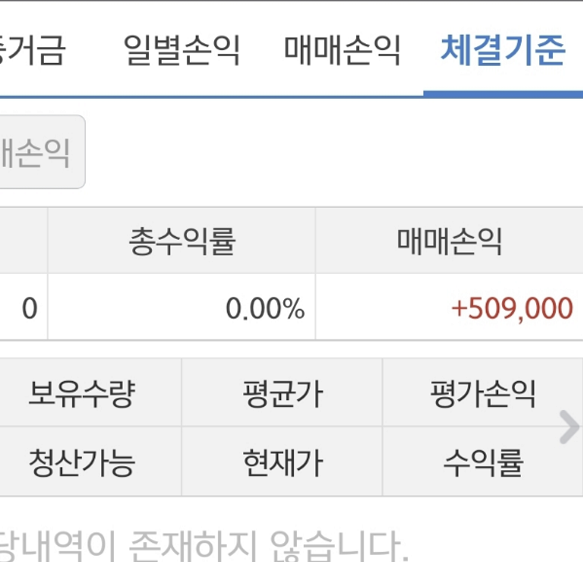 증거금 일별손익 매매손익 체결기준
매손익
총수익률 매매손익
0 0.00% +509,000
보유수량 평균가 평가손익
청산가능 현재가 수익률
당내역이 존재하지 않습니다.